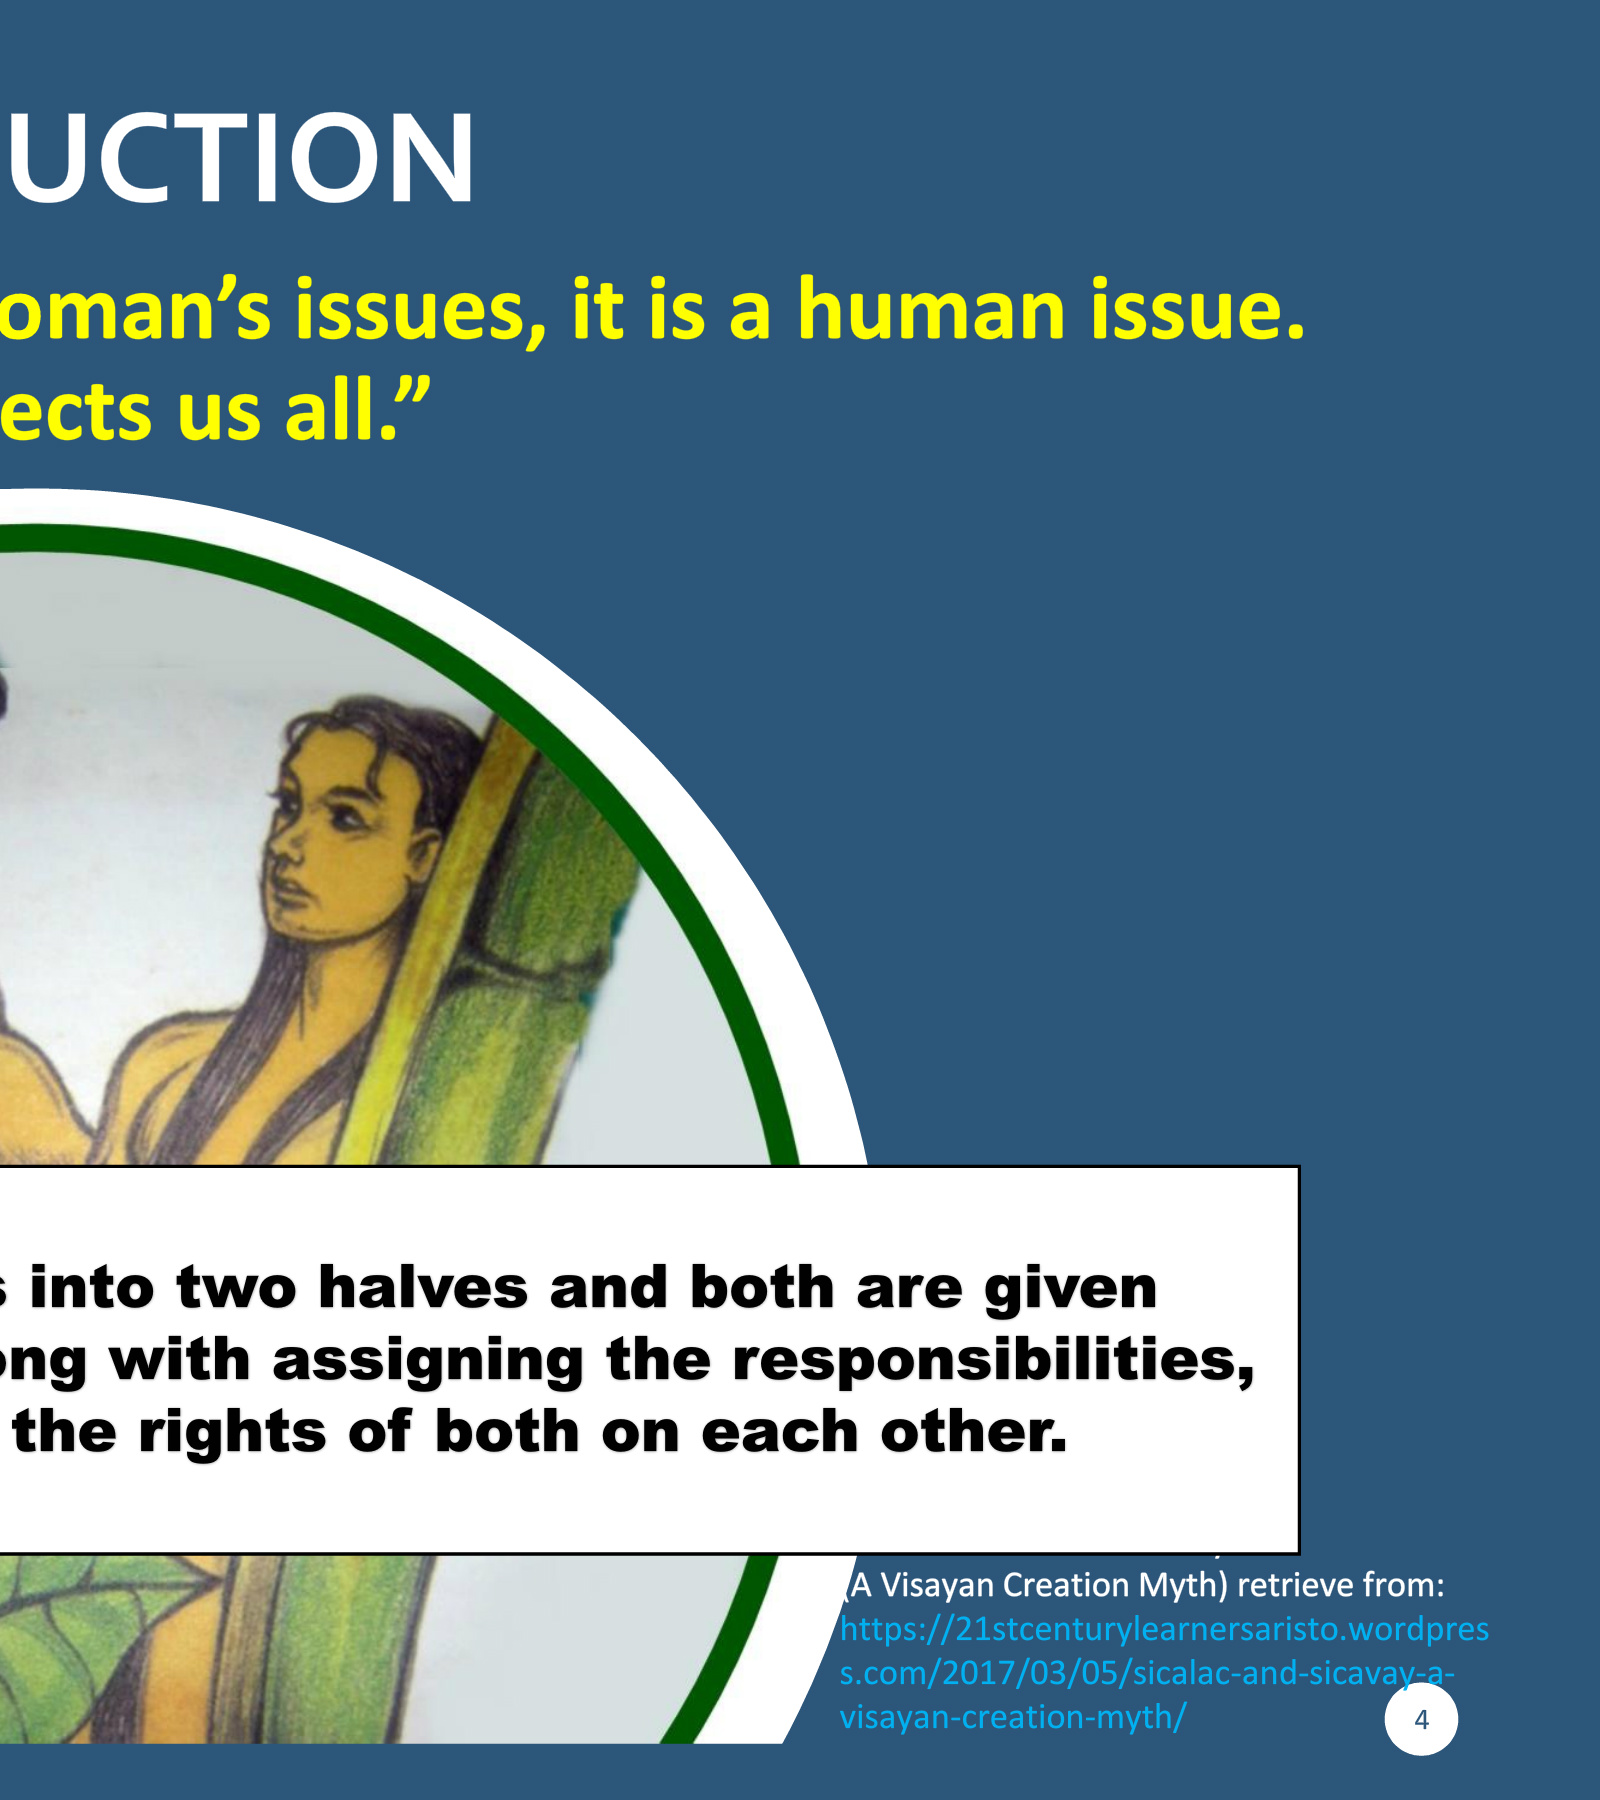 UCTION
oman’s issues, it is a human issue.
ects us all.”
s into two halves and both are given
ong with assigning the responsibilities,
the rights of both on each other.
(A Visayan Creation Myth) retrieve from:
https://21stcenturylearnersaristo.wordpres
s.com/2017/03/05/sicalac-and-sicavay-a-
visayan-creation-myth/
4